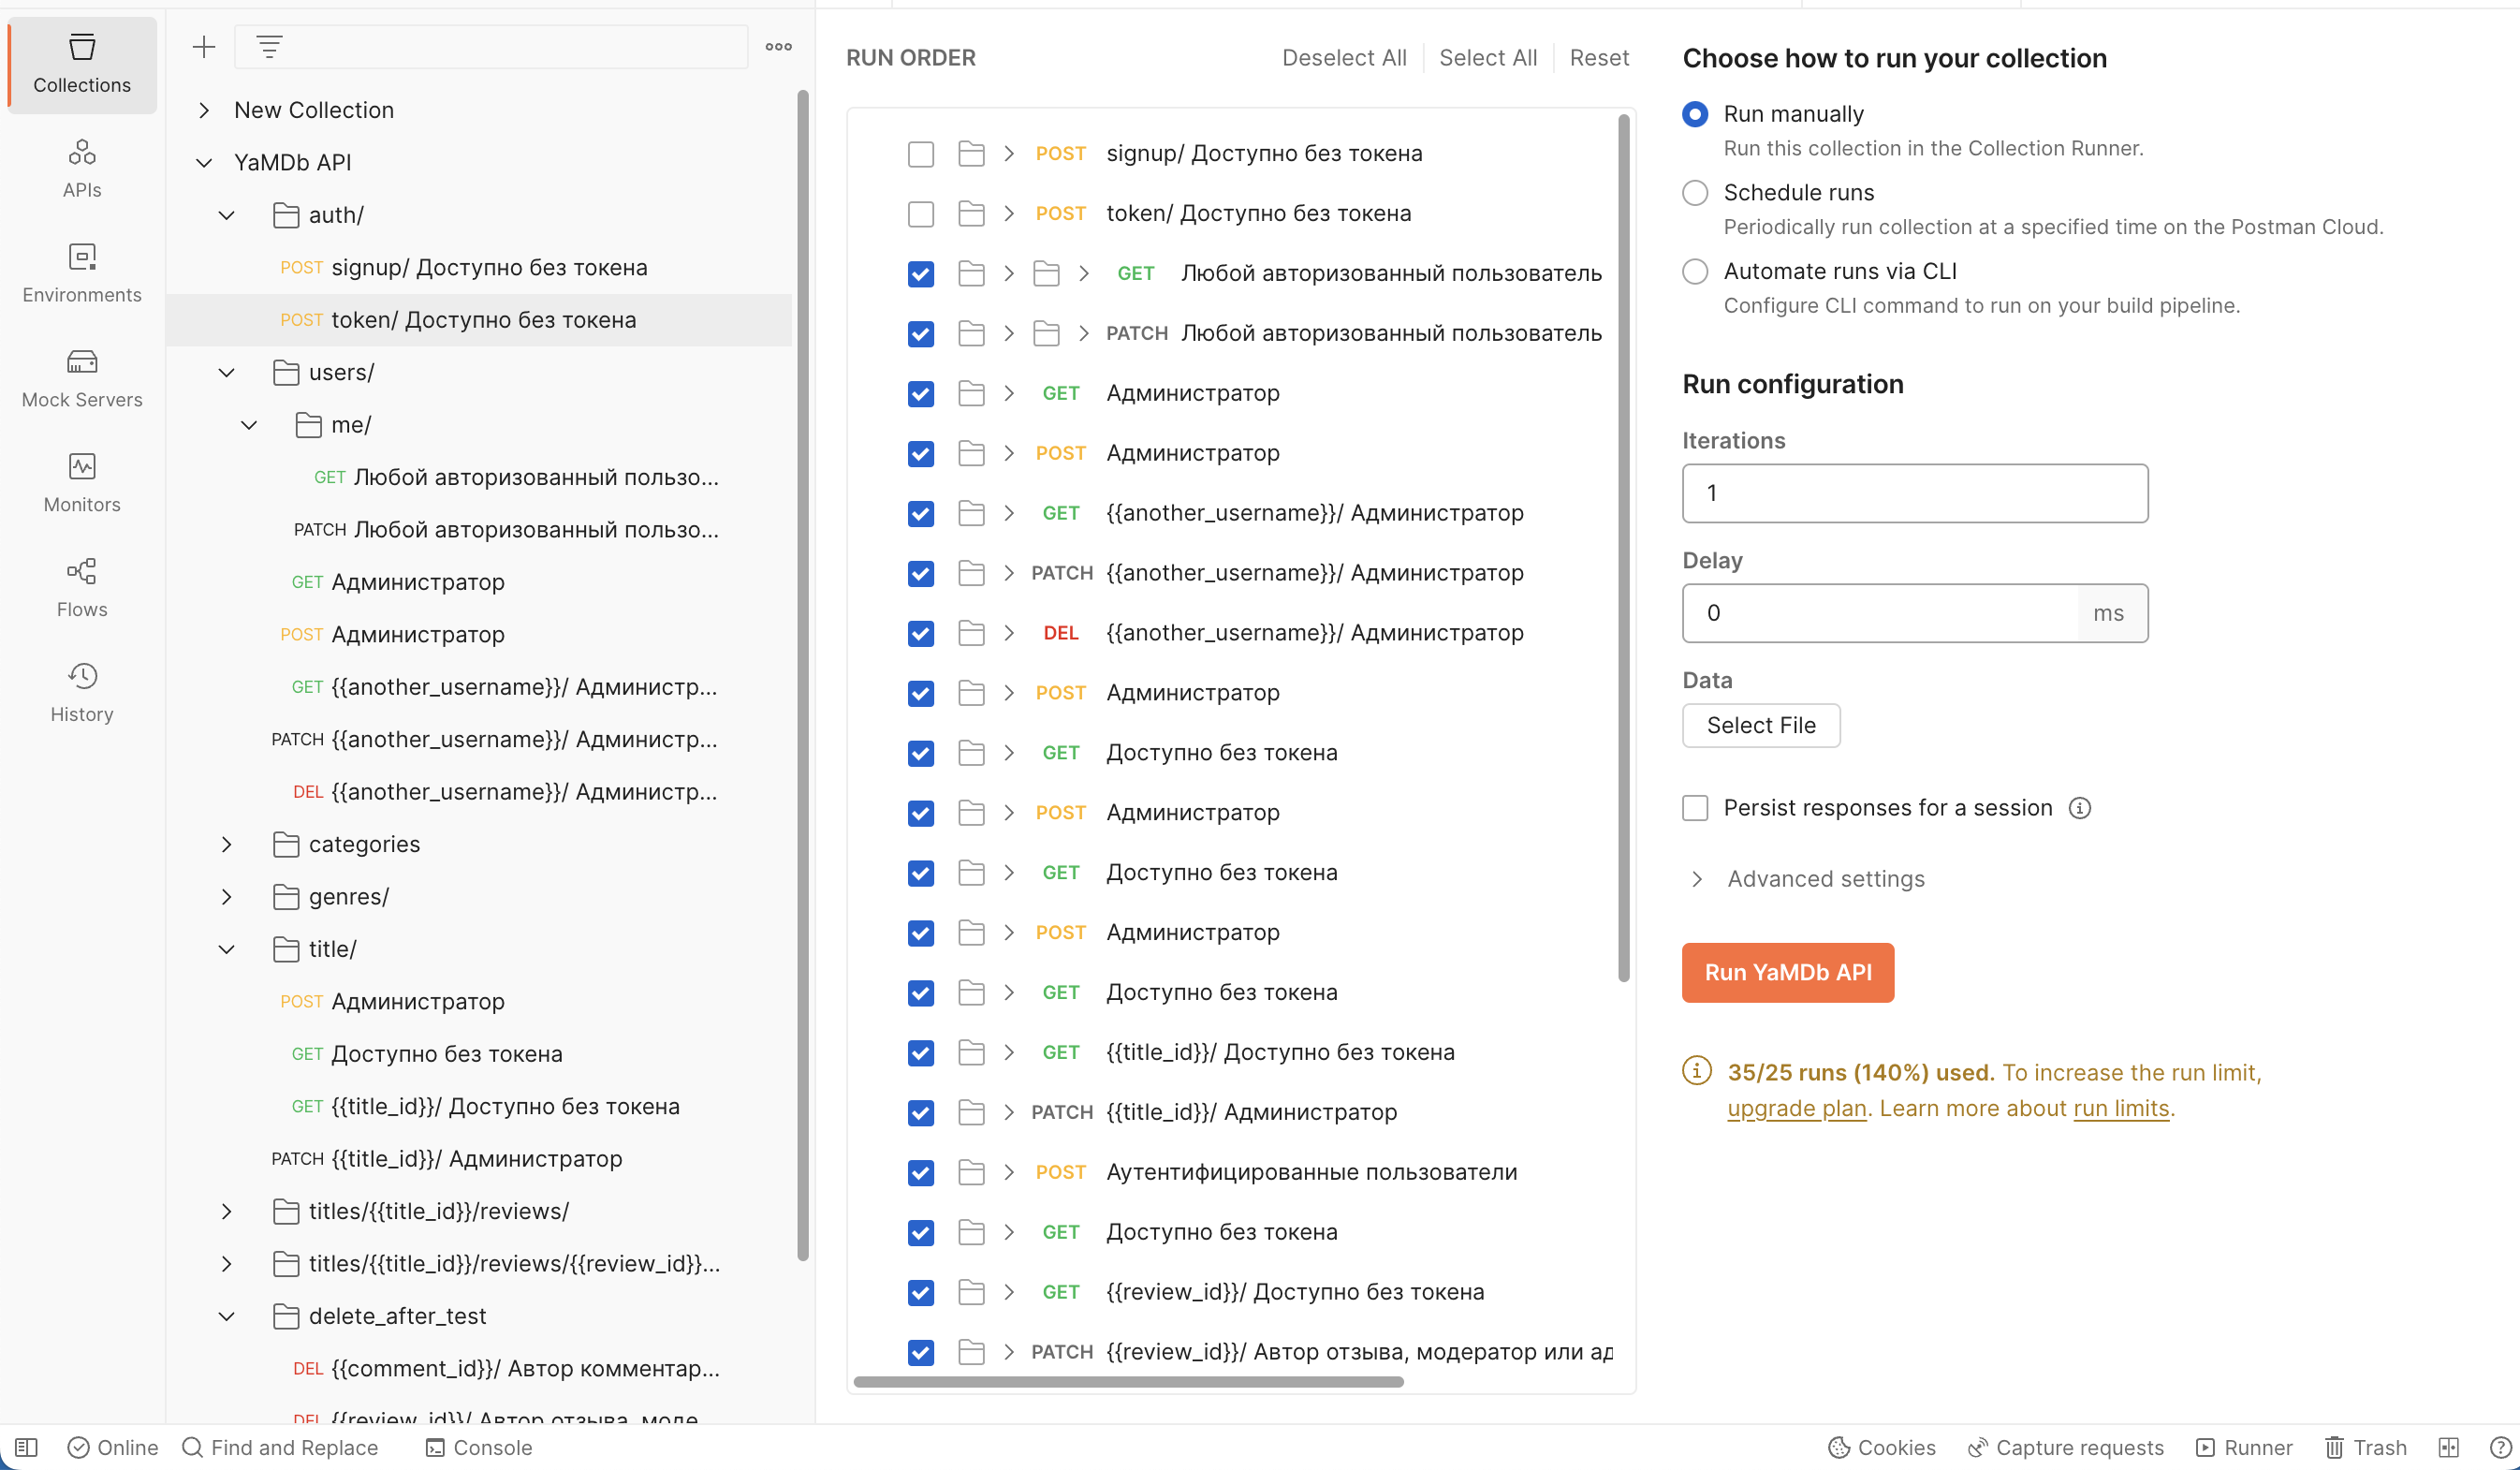 Collections
APIs
Environments
Mock Servers
Monitors
Flows
History
New Collection
YaMDb API
auth/
POST signup/ Доступно без токена
POST token/ Доступно без токена
users/
me/
GET Любой авторизованный пользо...
PATCH Любой авторизованный пользо...
GET Администратор
POST Администратор
GET {{another_username}}/ Администр...
PATCH {{another_username}}/ Администр...
DEL {{another_username}}/ Администр...
categories
genres/
title/
POST Администратор
GET Доступно без токена
GET {{title_id}}/ Доступно без токена
PATCH {{title_id}}/ Администратор
titles/{{title_id}}/reviews/
titles/{{title_id}}/reviews/{{review_id}}...
delete_after_test
DEL {{comment_id}}/ Автор комментар...
DEL {{review_id}}/ Автор отзыва, моде
RUN ORDER
Deselect All
Select All
Reset
POST signup/ Доступно без токена
POST token/ Доступно без токена
GET Любой авторизованный пользователь
PATCH Любой авторизованный пользователь
GET Администратор
POST Администратор
GET {{another_username}}/ Администратор
PATCH {{another_username}}/ Администратор
DEL {{another_username}}/ Администратор
POST Администратор
GET Доступно без токена
POST Администратор
GET Доступно без токена
POST Администратор
GET Доступно без токена
GET {{title_id}}/ Доступно без токена
PATCH {{title_id}}/ Администратор
POST Аутентифицированные пользователи
GET Доступно без токена
GET {{review_id}}/ Доступно без токена
PATCH {{review_id}}/ Автор отзыва, модератор или ад
Choose how to run your collection
Run manually
Run this collection in the Collection Runner.
Schedule runs
Periodically run collection at a specified time on the Postman Cloud.
Automate runs via CLI
Configure CLI command to run on your build pipeline.
Run configuration
Iterations
1
Delay
0 ms
Data
Select File
Persist responses for a session
Advanced settings
Run YaMDb API
35/25 runs (140%) used. To increase the run limit,
upgrade plan. Learn more about run limits.
Online
Find and Replace
Console
Cookies
Capture requests
Runner
Trash